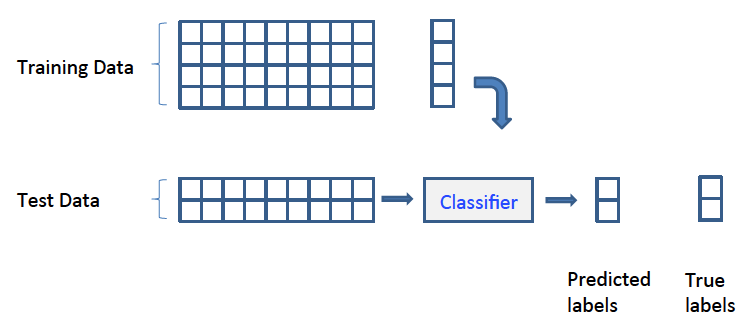 Training Data
Test Data
Classifier
Predicted
labels
True
labels